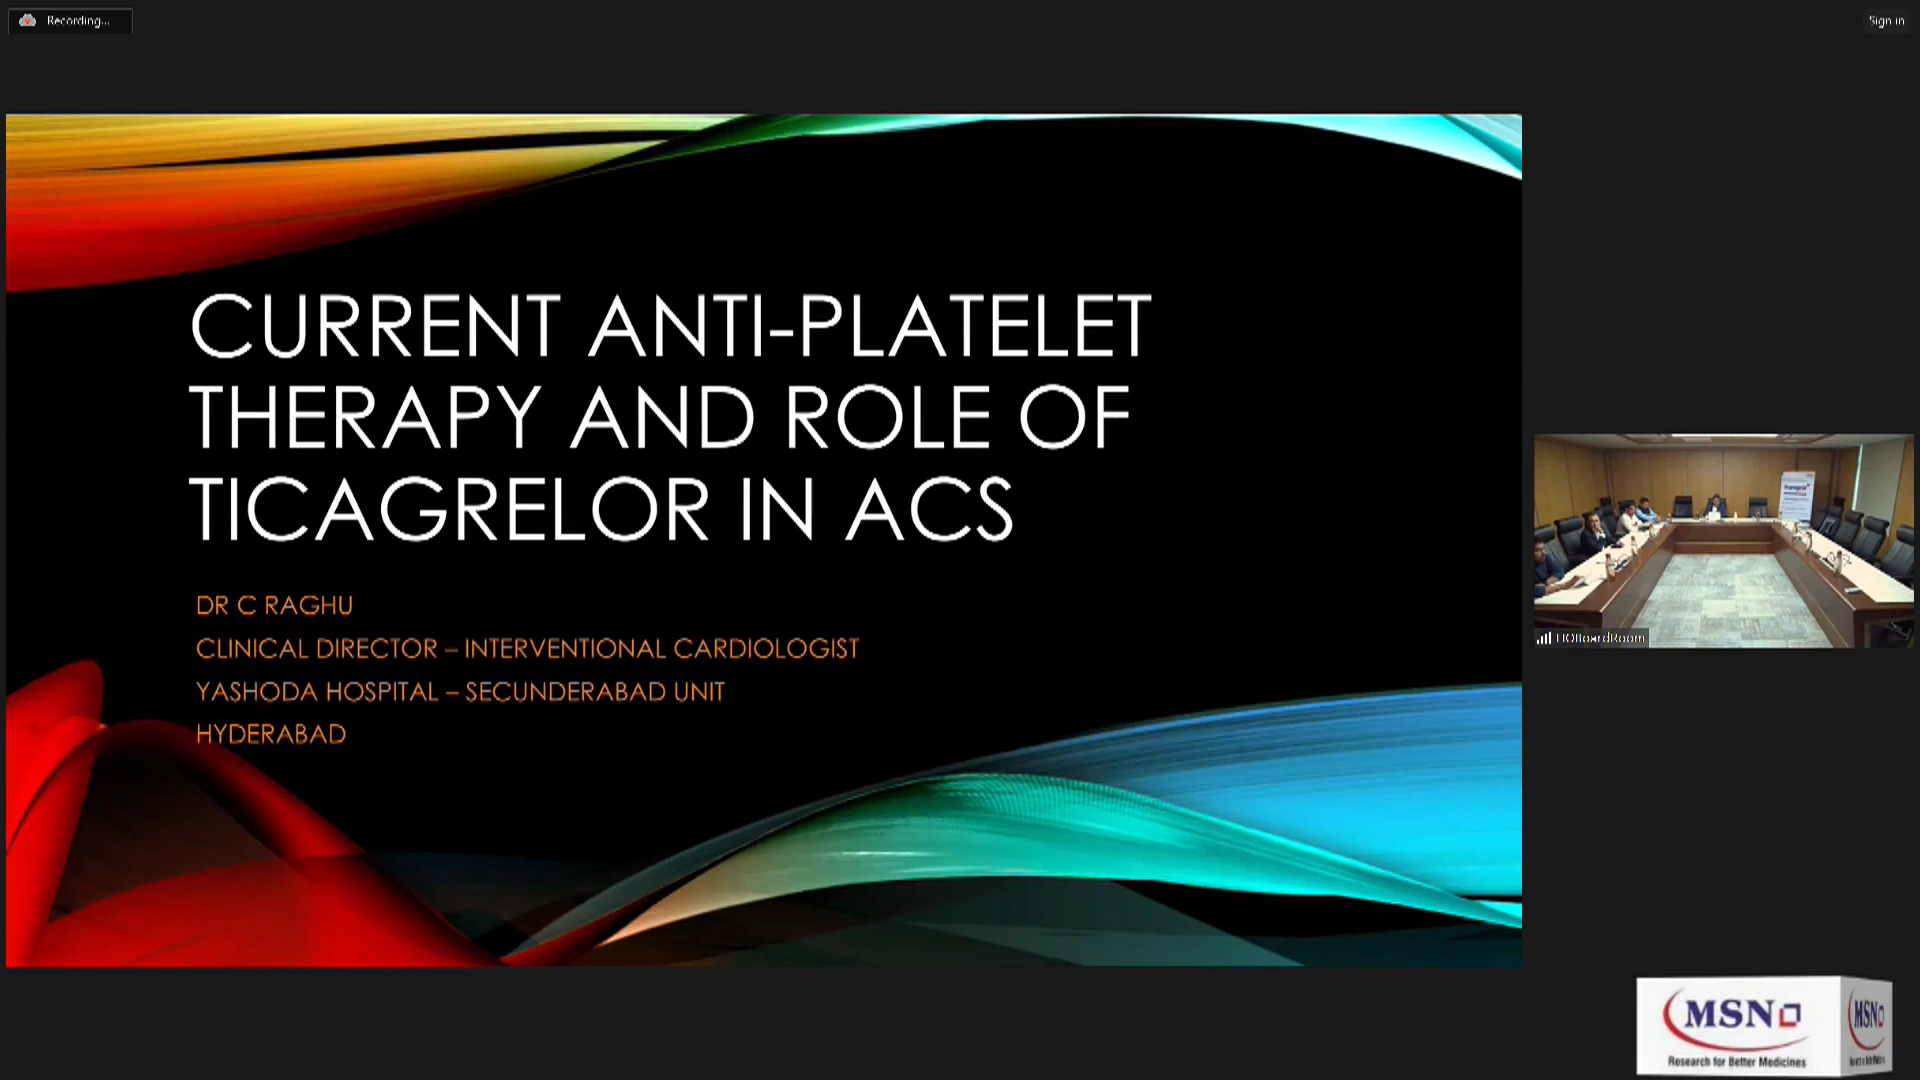 Recording...
Sign in
CURRENT ANTI-PLATELET
THERAPY AND ROLE OF
TICAGRELOR IN ACS
DR C RAGHU
CLINICAL DIRECTOR – INTERVENTIONAL CARDIOLOGIST
YASHODA HOSPITAL – SECUNDERABAD UNIT
HYDERABAD
HOBoardRoom
MSN
Research for Better Medicines
MSN